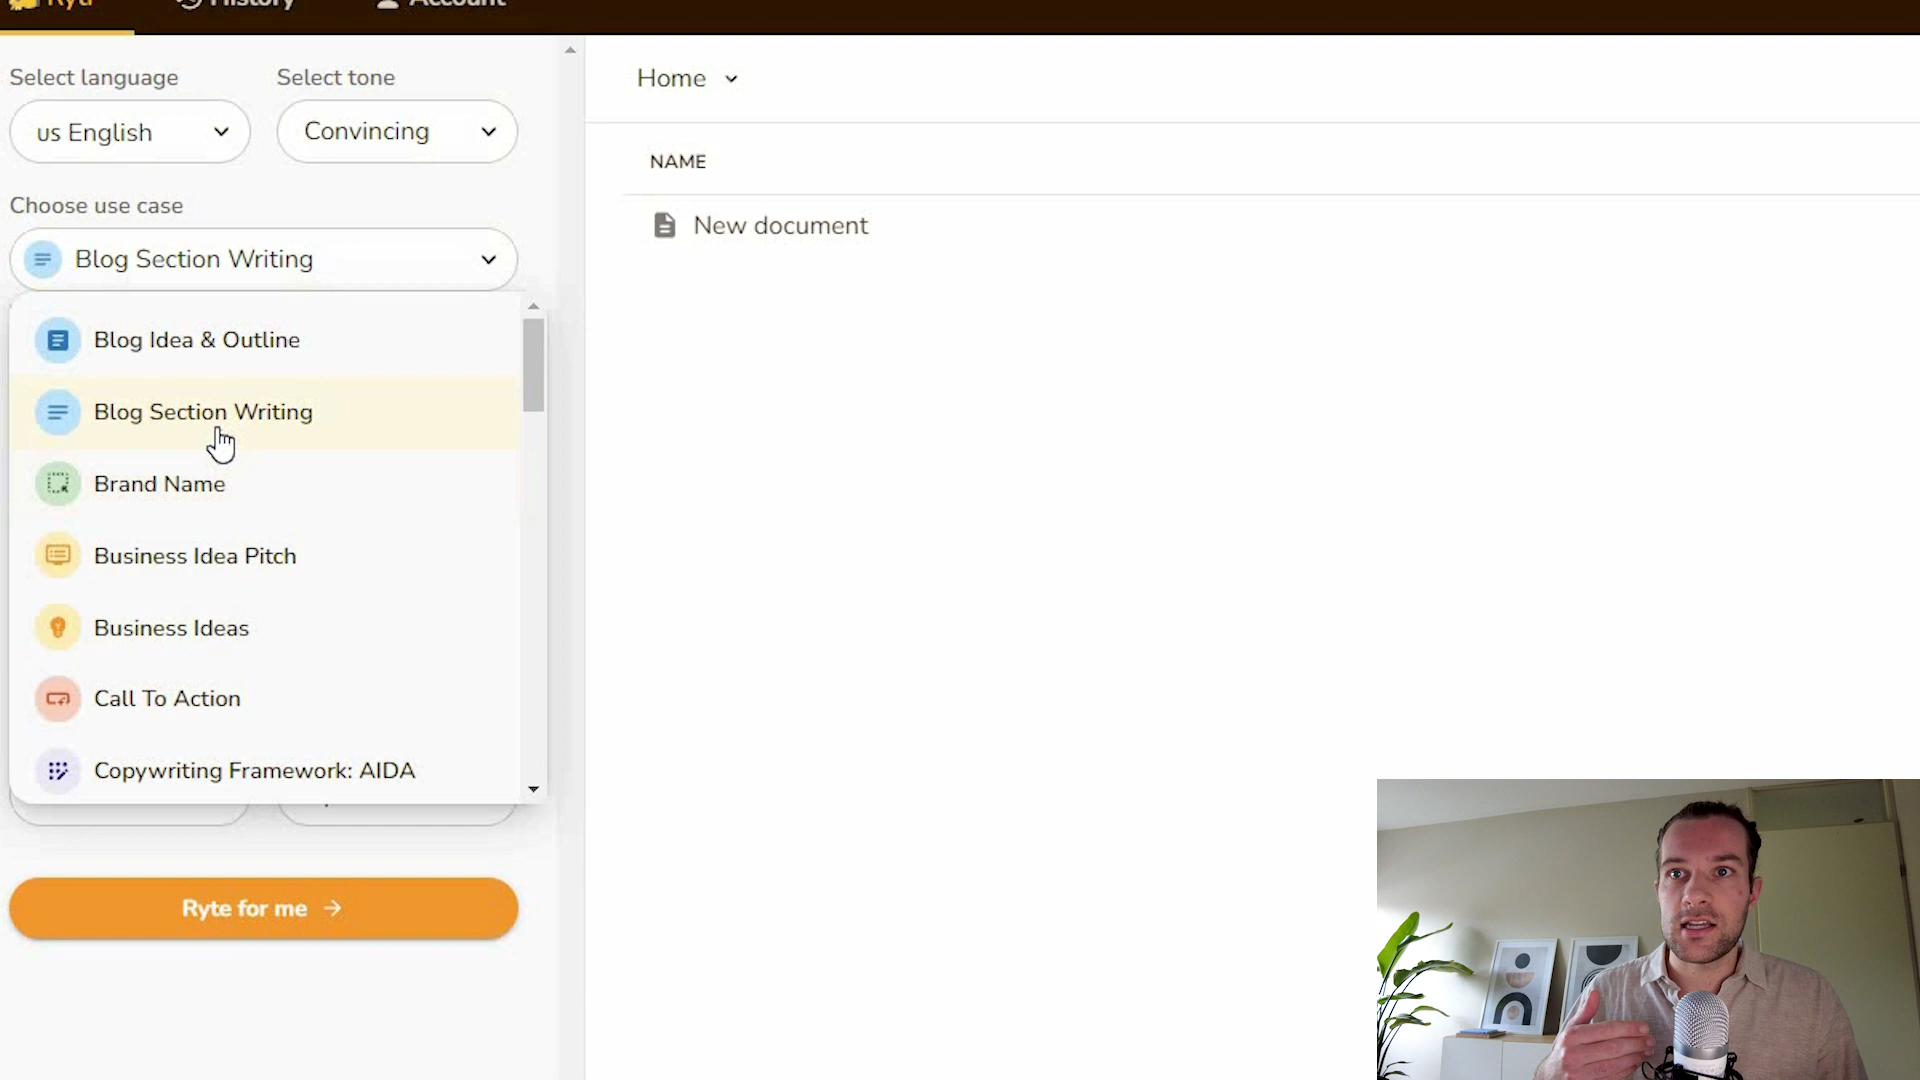 History
Account
Select language
Select tone
us English
Convincing
Choose use case
Blog Section Writing
Blog Idea & Outline
Blog Section Writing
Brand Name
Business Idea Pitch
Business Ideas
Call To Action
Copywriting Framework: AIDA
Ryte for me
Home
NAME
New document